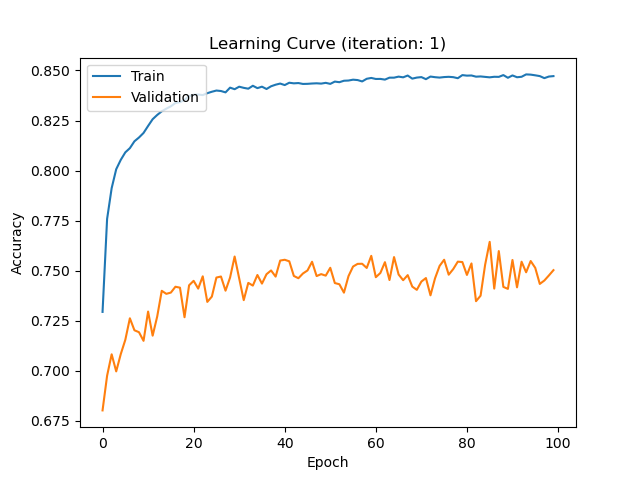 Learning Curve (iteration: 1)
Train
Validation
0.850
0.825
0.800
0.775
0.750
0.725
0.700
0.675
Accuracy
0 20 40 60 80 100
Epoch